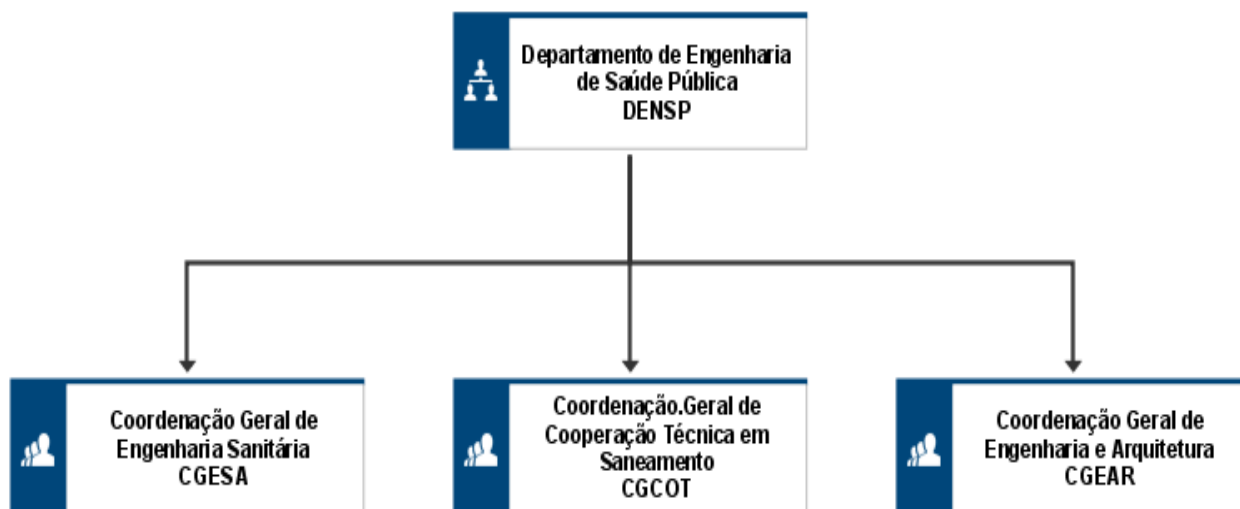 Departamento de Engenharia
de Saúde Pública
DENSP
Coordenação Geral de
Engenharia Sanitária
CGESA
Coordenação.Geral de
Cooperação Técnica em
Saneamento
CGCOT
Coordenação Geral de
Engenharia e Arquitetura
CGEAR